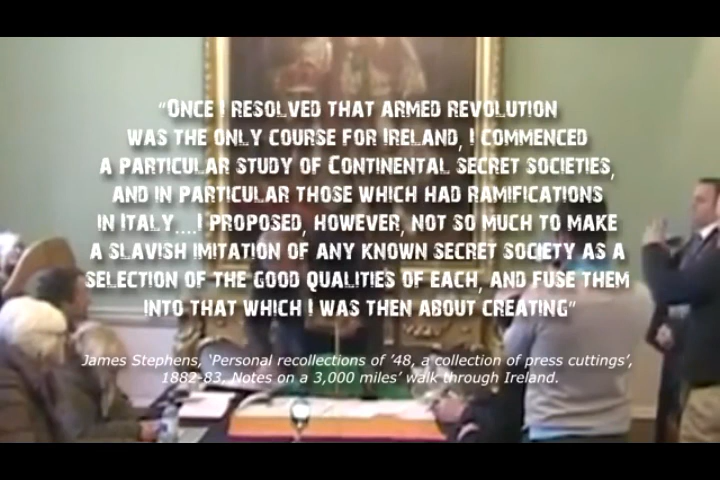 “Once I resolved that armed revolution
was the only course for Ireland, I commenced
a particular study of Continental secret societies,
and in particular those which had ramifications
in Italy....I proposed, however, not so much to make
a slavish imitation of any known secret society as a
selection of the good qualities of each, and fuse them
into that which I was then about creating”
James Stephens, ‘Personal recollections of ’48, a collection of press cuttings’,
1882-83, Notes on a 3,000 miles’ walk through Ireland.